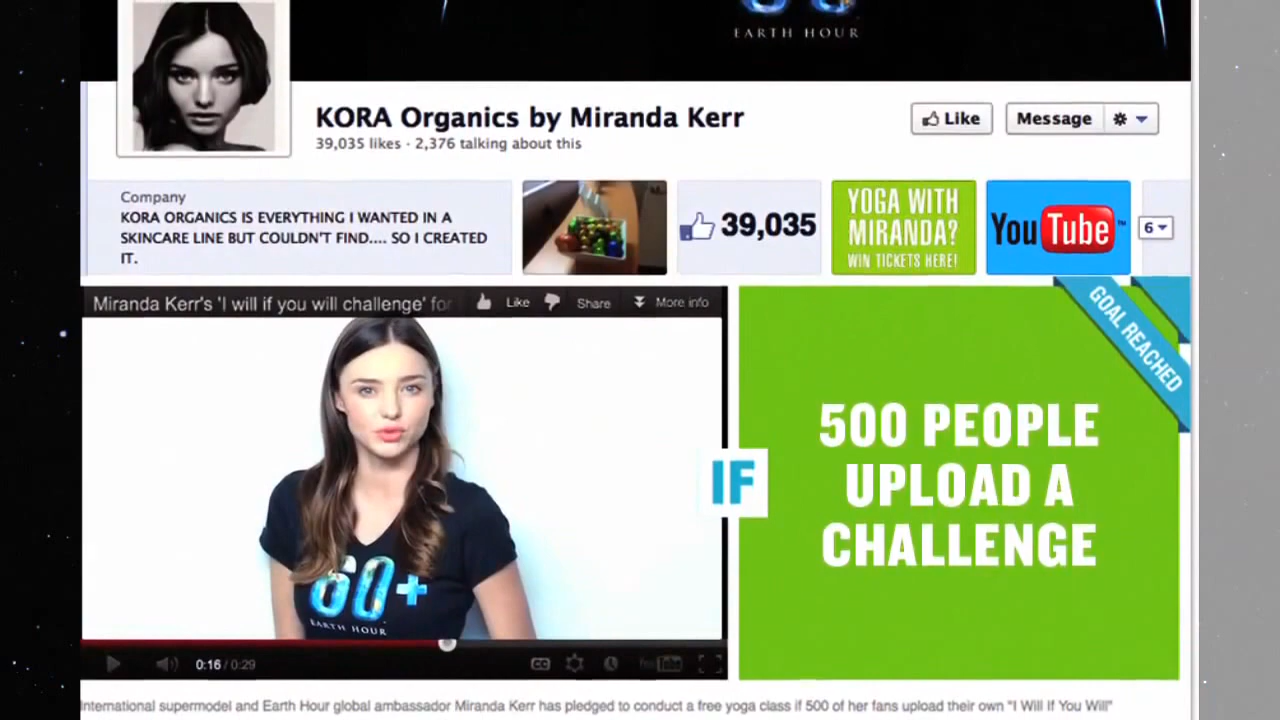 EARTH HOUR
KORA Organics by Miranda Kerr
39,035 likes · 2,376 talking about this
Like
Message
Company
KORA ORGANICS IS EVERYTHING I WANTED IN A
SKINCARE LINE BUT COULDN'T FIND.... SO I CREATED
IT.
39,035
YOGA WITH
MIRANDA?
WIN TICKETS HERE!
YouTube™
6
Miranda Kerr's 'I will if you will challenge' for
Like
Share
More info
GOAL REACHED
IF
500 PEOPLE
UPLOAD A
CHALLENGE
60+
EARTH HOUR
0:16 / 0:29
CC
YouTube
International supermodel and Earth Hour global ambassador Miranda Kerr has pledged to conduct a free yoga class if 500 of her fans upload their own "I Will If You Will"